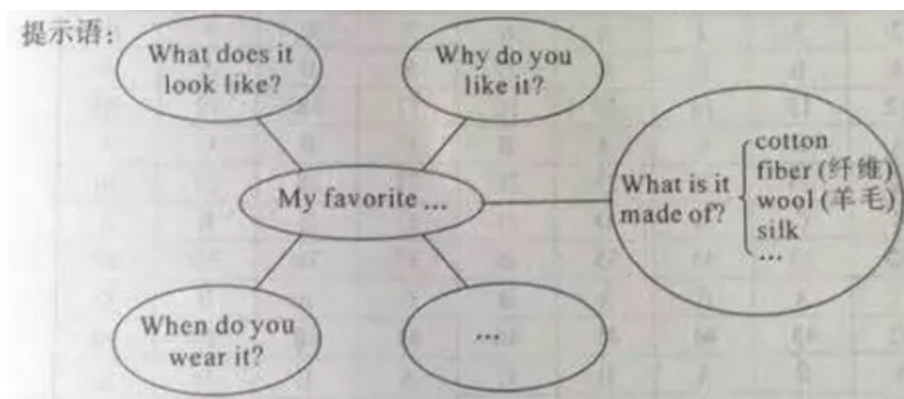 提示语：
What does it
look like?
Why do you
like it?
My favorite ...
What is it
made of?
cotton
fiber (纤维)
wool (羊毛)
silk
...
When do you
wear it?
...